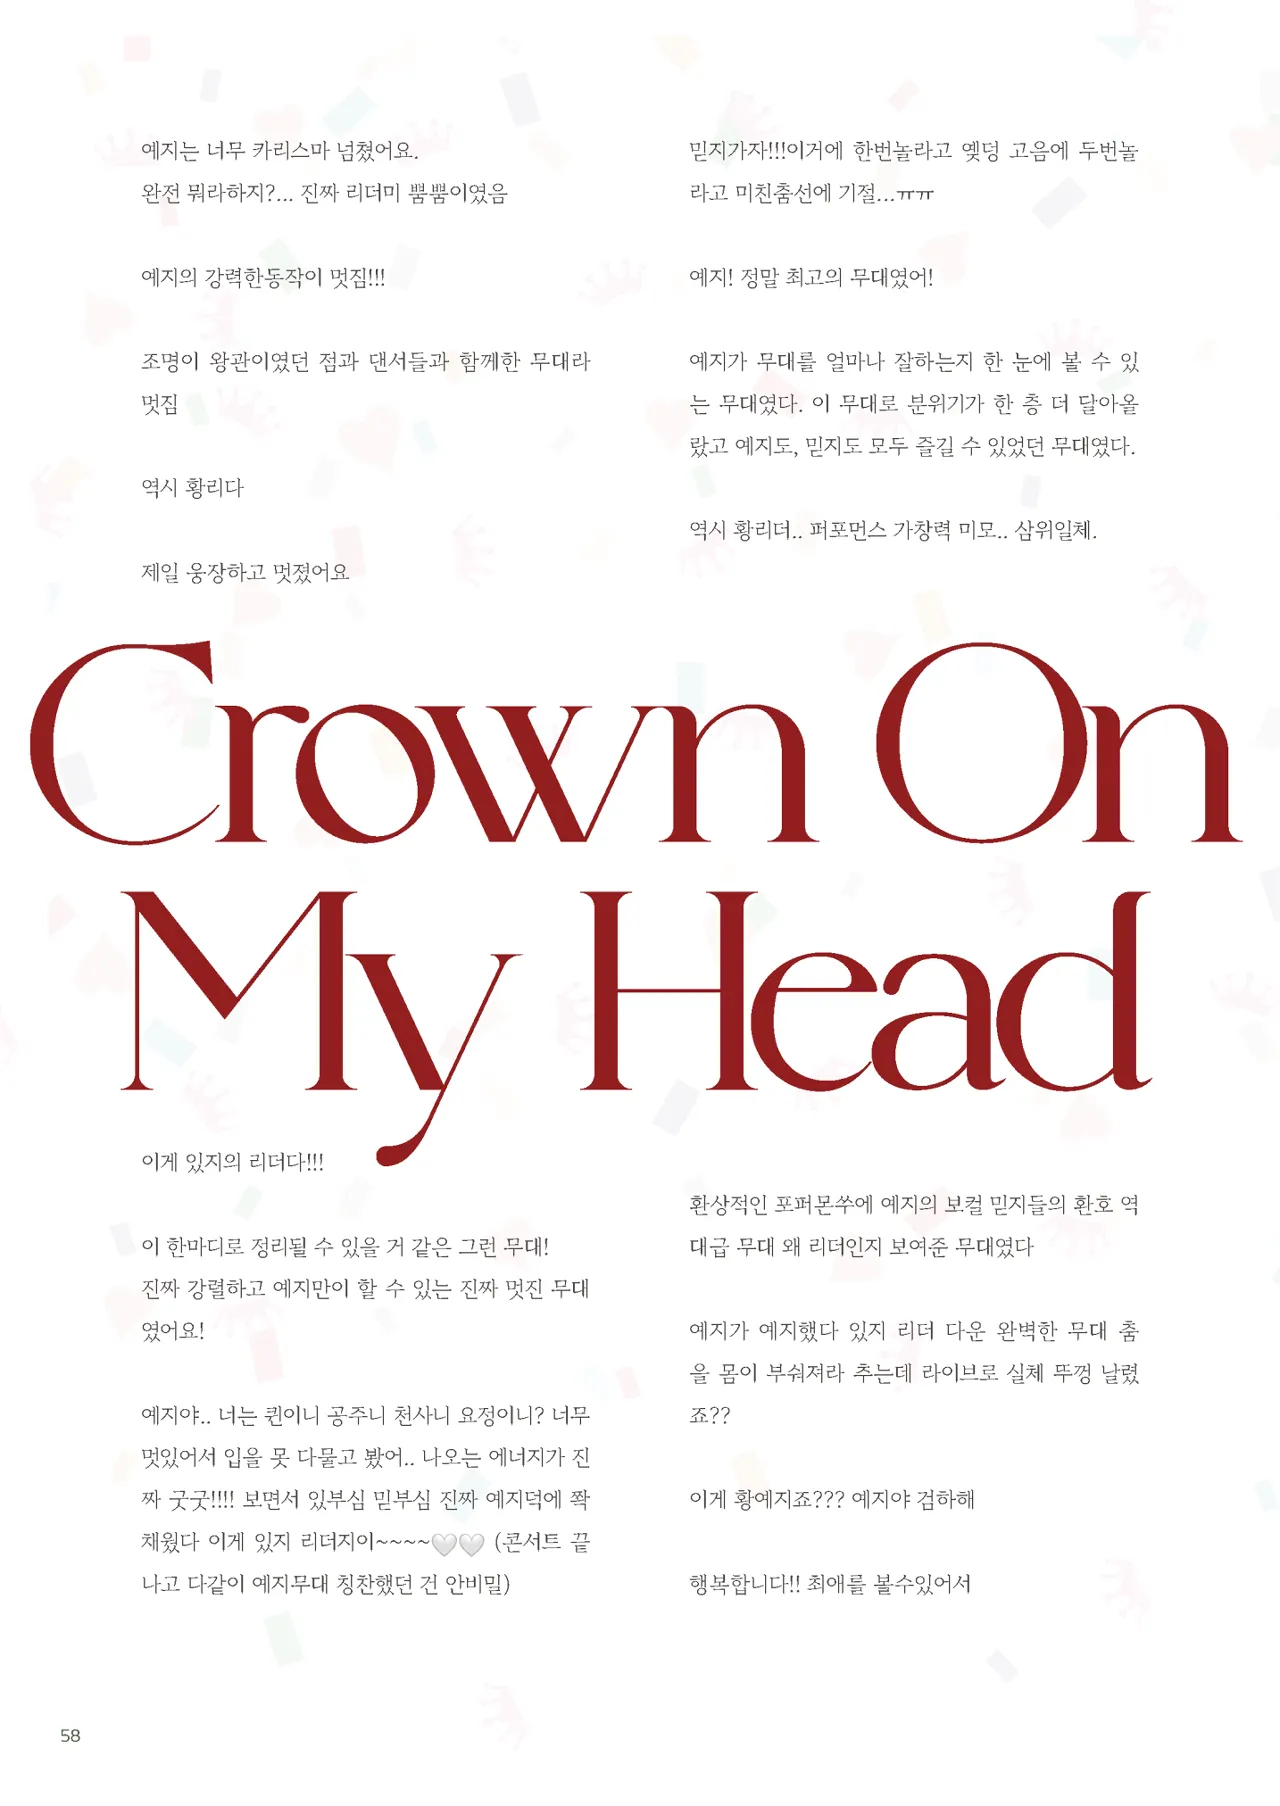 예지는 너무 카리스마 넘쳤어요.
완전 뭐라하지?... 진짜 리더미 뿜뿜이였음
예지의 강력한동작이 멋짐!!!
조명이 왕관이였던 점과 댄서들과 함께한 무대라
멋짐
역시 황리다
제일 웅장하고 멋졌어요
믿지가자!!!이거에 한번놀라고 옛덩 고음에 두번놀
라고 미친춤선에 기절...ㅠㅠ
예지! 정말 최고의 무대였어!
예지가 무대를 얼마나 잘하는지 한 눈에 볼 수 있
는 무대였다. 이 무대로 분위기가 한 층 더 달아올
랐고 예지도, 믿지도 모두 즐길 수 있었던 무대였다.
역시 황리더.. 퍼포먼스 가창력 미모.. 삼위일체.
Crown On
My Head
이게 있지의 리더다!!!
이 한마디로 정리될 수 있을 거 같은 그런 무대!
진짜 강렬하고 예지만이 할 수 있는 진짜 멋진 무대
였어요!
예지야.. 너는 퀸이니 공주니 천사니 요정이니? 너무
멋있어서 입을 못 다물고 봤어.. 나오는 에너지가 진
짜 굿굿!!!! 보면서 있부심 믿부심 진짜 예지덕에 쫙
채웠다 이게 있지 리더지이~~~~🤍🤍 (콘서트 끝
나고 다같이 예지무대 칭찬했던 건 안비밀)
환상적인 포퍼몬쑤에 예지의 보컬 믿지들의 환호 역
대급 무대 왜 리더인지 보여준 무대였다
예지가 예지했다 있지 리더 다운 완벽한 무대 춤
을 몸이 부숴져라 추는데 라이브로 실체 뚜껑 날렸
죠??
이게 황예지죠??? 예지야 겁하해
행복합니다!! 최애를 볼수있어서
58